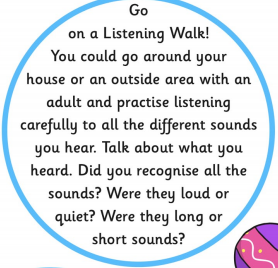 Go
on a Listening Walk!
You could go around your
house or an outside area with an
adult and practise listening
carefully to all the different sounds
you hear. Talk about what you
heard. Did you recognise all the
sounds? Were they loud or
quiet? Were they long or
short sounds?